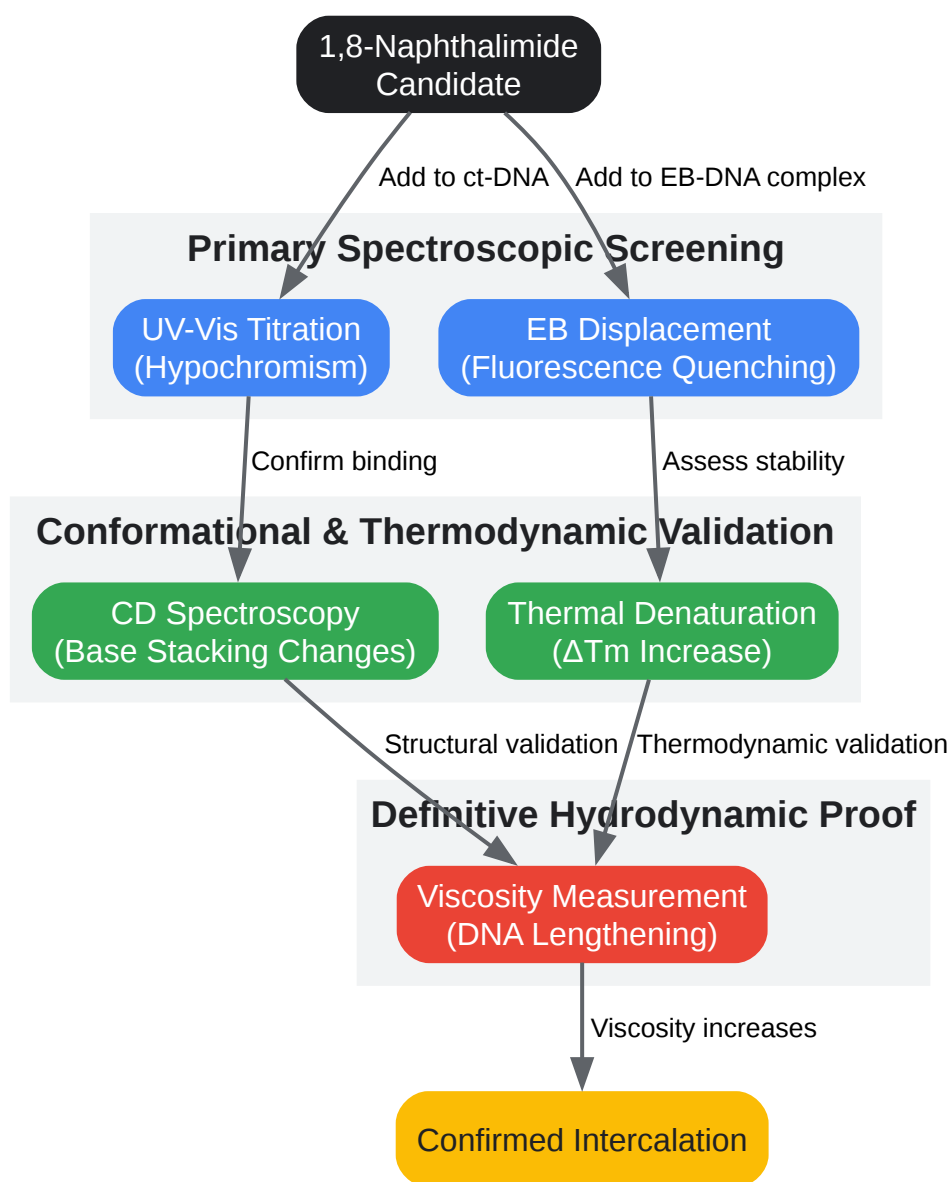 1,8-Naphthalimide
Candidate
Add to ct-DNA
Add to EB-DNA complex
Primary Spectroscopic Screening
UV-Vis Titration
(Hypochromism)
EB Displacement
(Fluorescence Quenching)
Confirm binding
Assess stability
Conformational & Thermodynamic Validation
CD Spectroscopy
(Base Stacking Changes)
Thermal Denaturation
(ΔTm Increase)
Structural validation
Thermodynamic validation
Definitive Hydrodynamic Proof
Viscosity Measurement
(DNA Lengthening)
Viscosity increases
Confirmed Intercalation